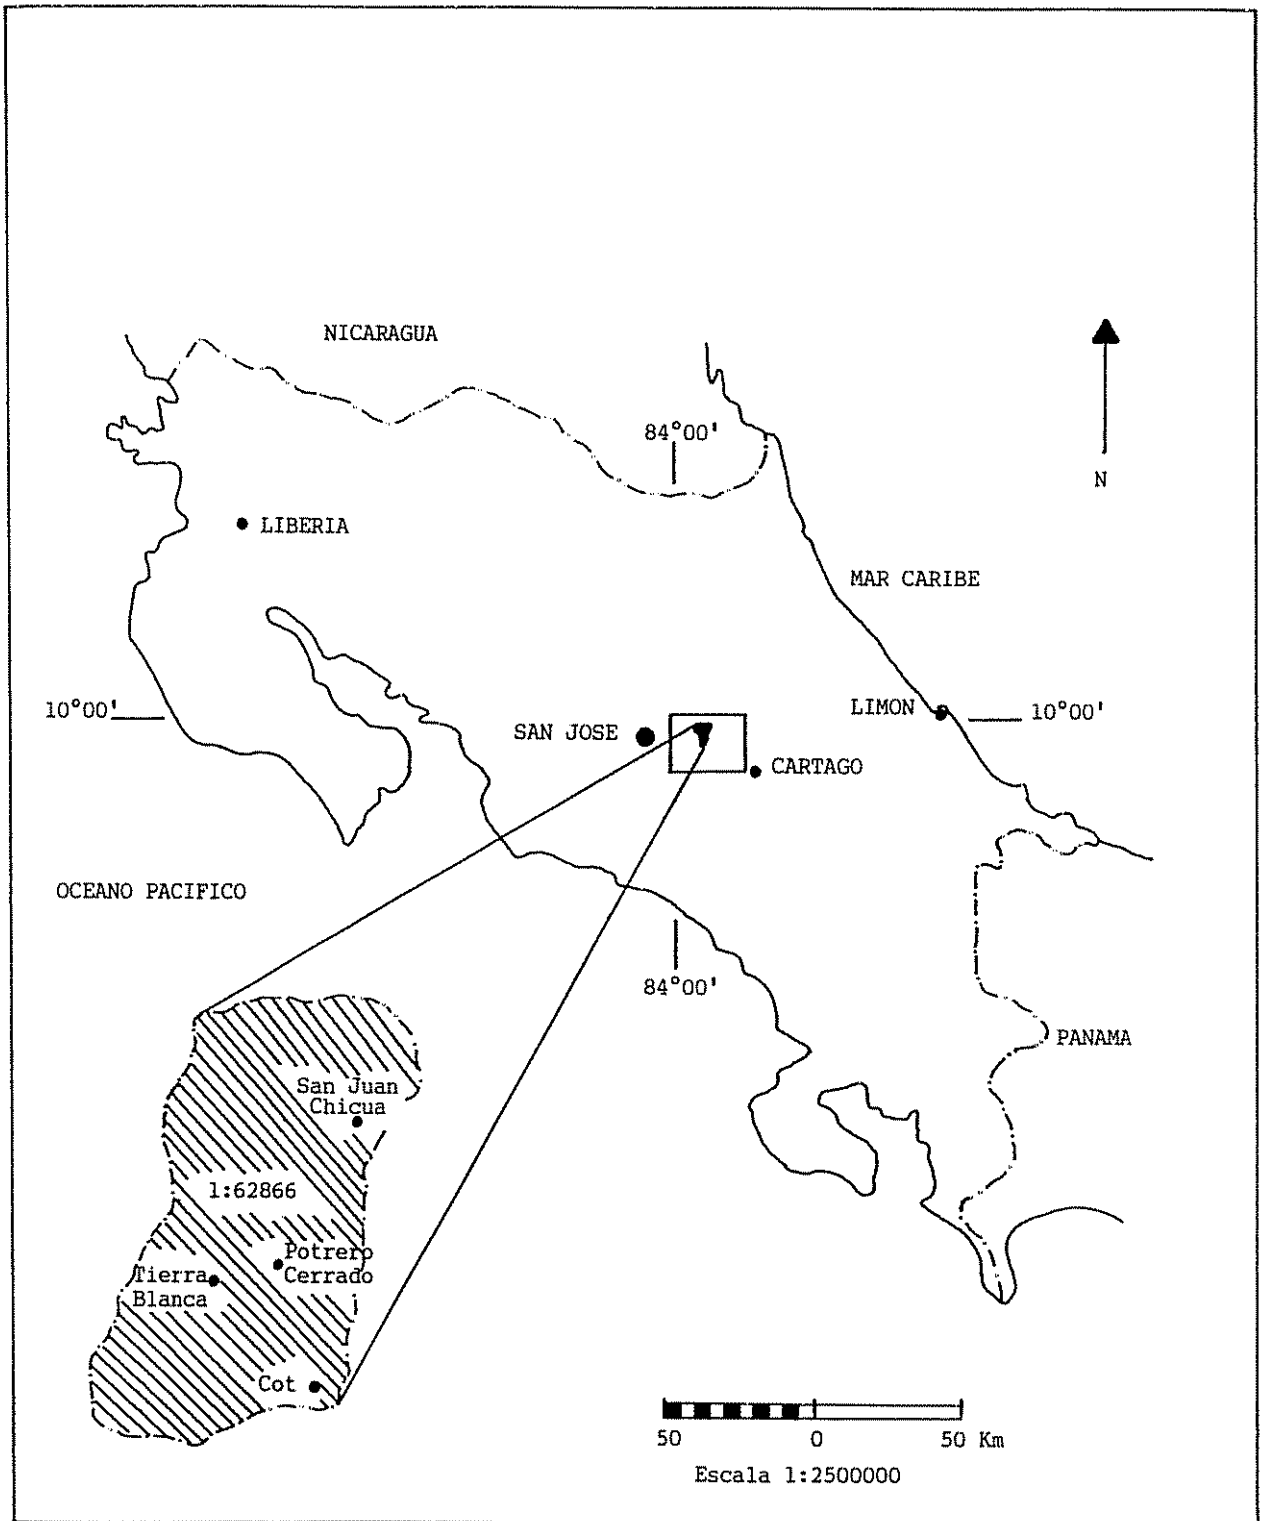 NICARAGUA
84°00'
N
LIBERIA
MAR CARIBE
10°00'
LIMON
10°00'
SAN JOSE
CARTAGO
OCEANO PACIFICO
84°00'
PANAMA
San Juan
Chicua
1:62866
Potrero
Cerrado
Tierra
Blanca
Cot
50 0 50 Km
Escala 1:2500000